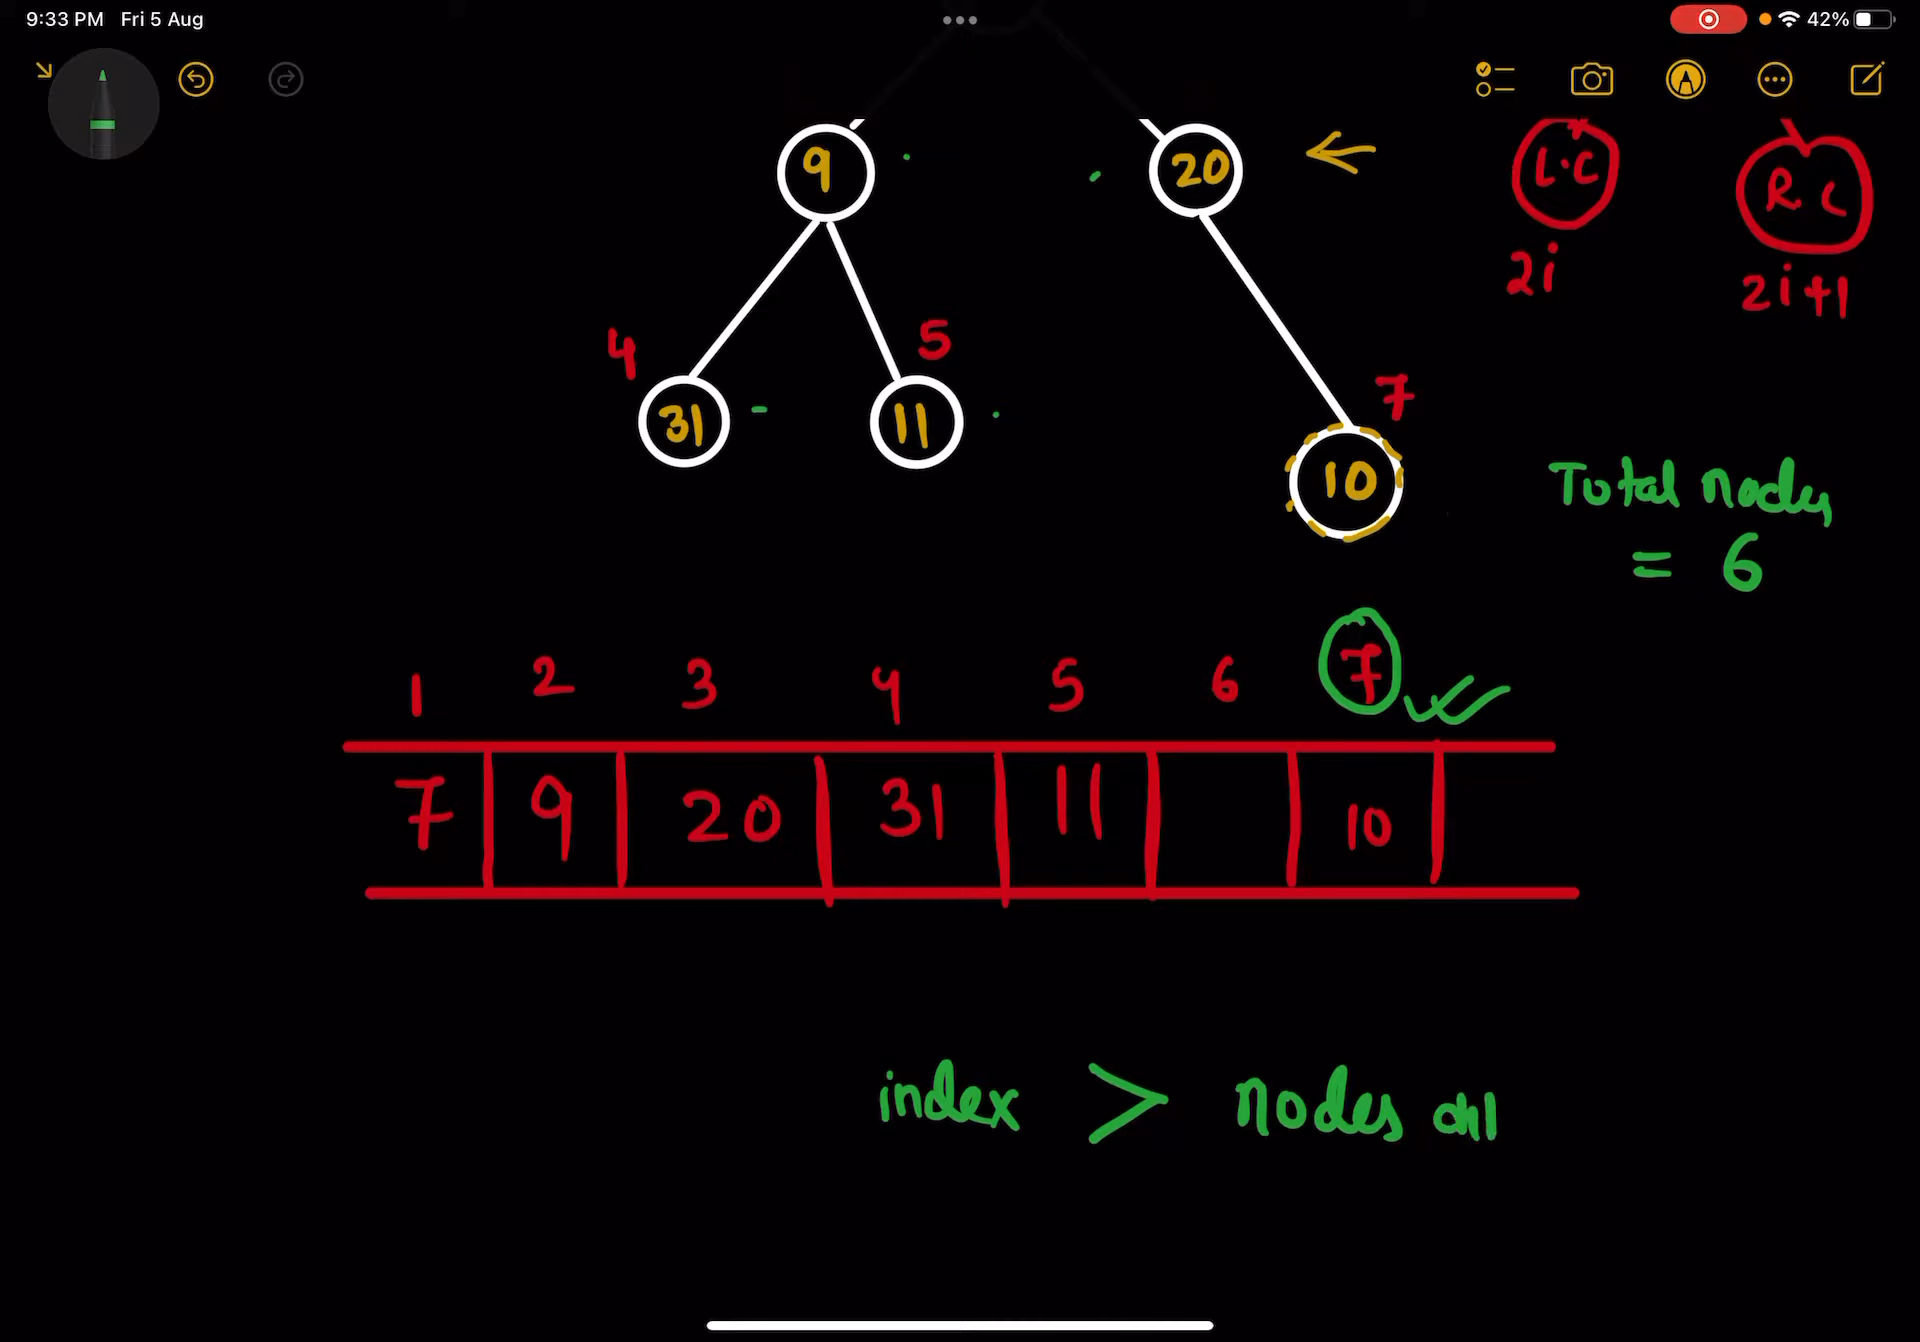 9:33 PM Fri 5 Aug
42%
9
20
L.C
RC
2i
2i+1
4
5
7
31
11
10
Total nodes
= 6
1 2 3 4 5 6 7
7 9 20 31 11 10
index > nodes